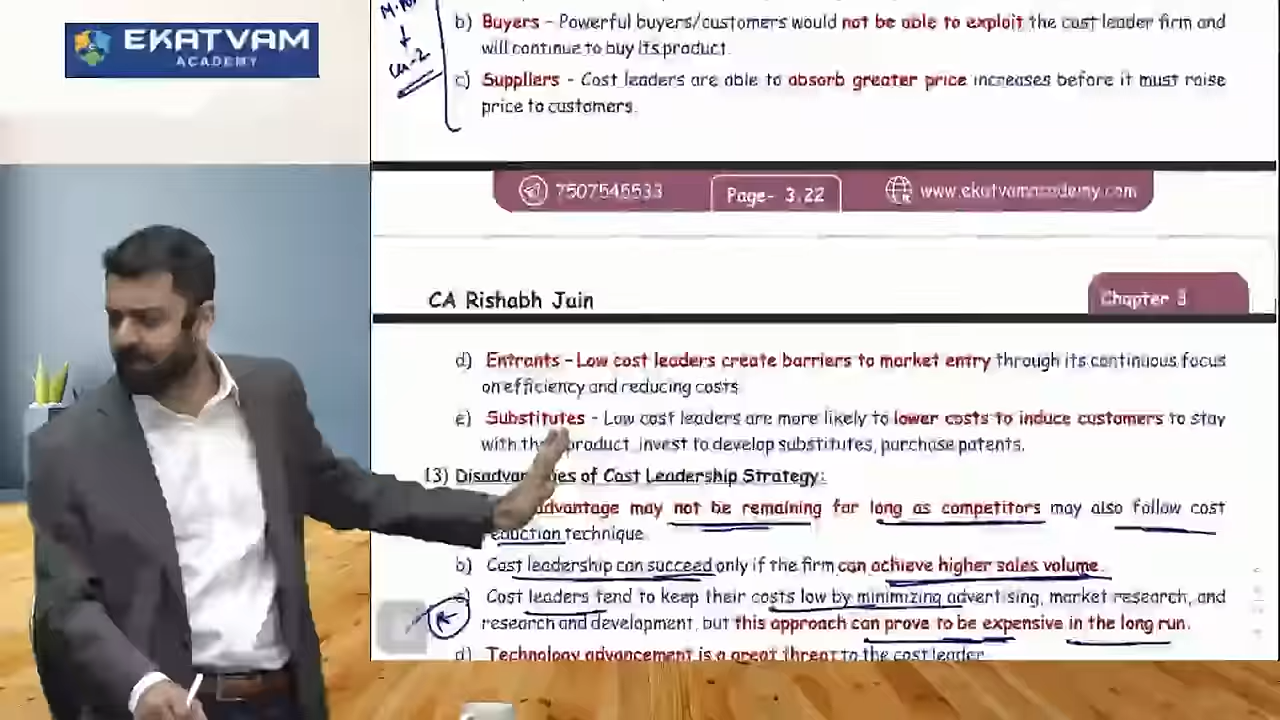 EKATVAM
ACADEMY
b) Buyers - Powerful buyers/customers would not be able to exploit the cost leader firm and
will continue to buy its product.
c) Suppliers - Cost leaders are able to absorb greater price increases before it must raise
price to customers.
7507545533
Page- 3.22
www.ekatvamacademy.com
CA Rishabh Jain
Chapter 3
d) Entrants - Low cost leaders create barriers to market entry through its continuous focus
on efficiency and reducing costs
e) Substitutes - Low cost leaders are more likely to lower costs to induce customers to stay
with product, invest to develop substitutes, purchase patents.
(3) Disadvantages of Cost Leadership Strategy:
advantage may not be remaining for long as competitors may also follow cost
reduction technique
b) Cost leadership can succeed only if the firm can achieve higher sales volume.
Cost leaders tend to keep their costs low by minimizing advertising, market research, and
research and development, but this approach can prove to be expensive in the long run.
d) Technology advancement is a great threat to the cost leader